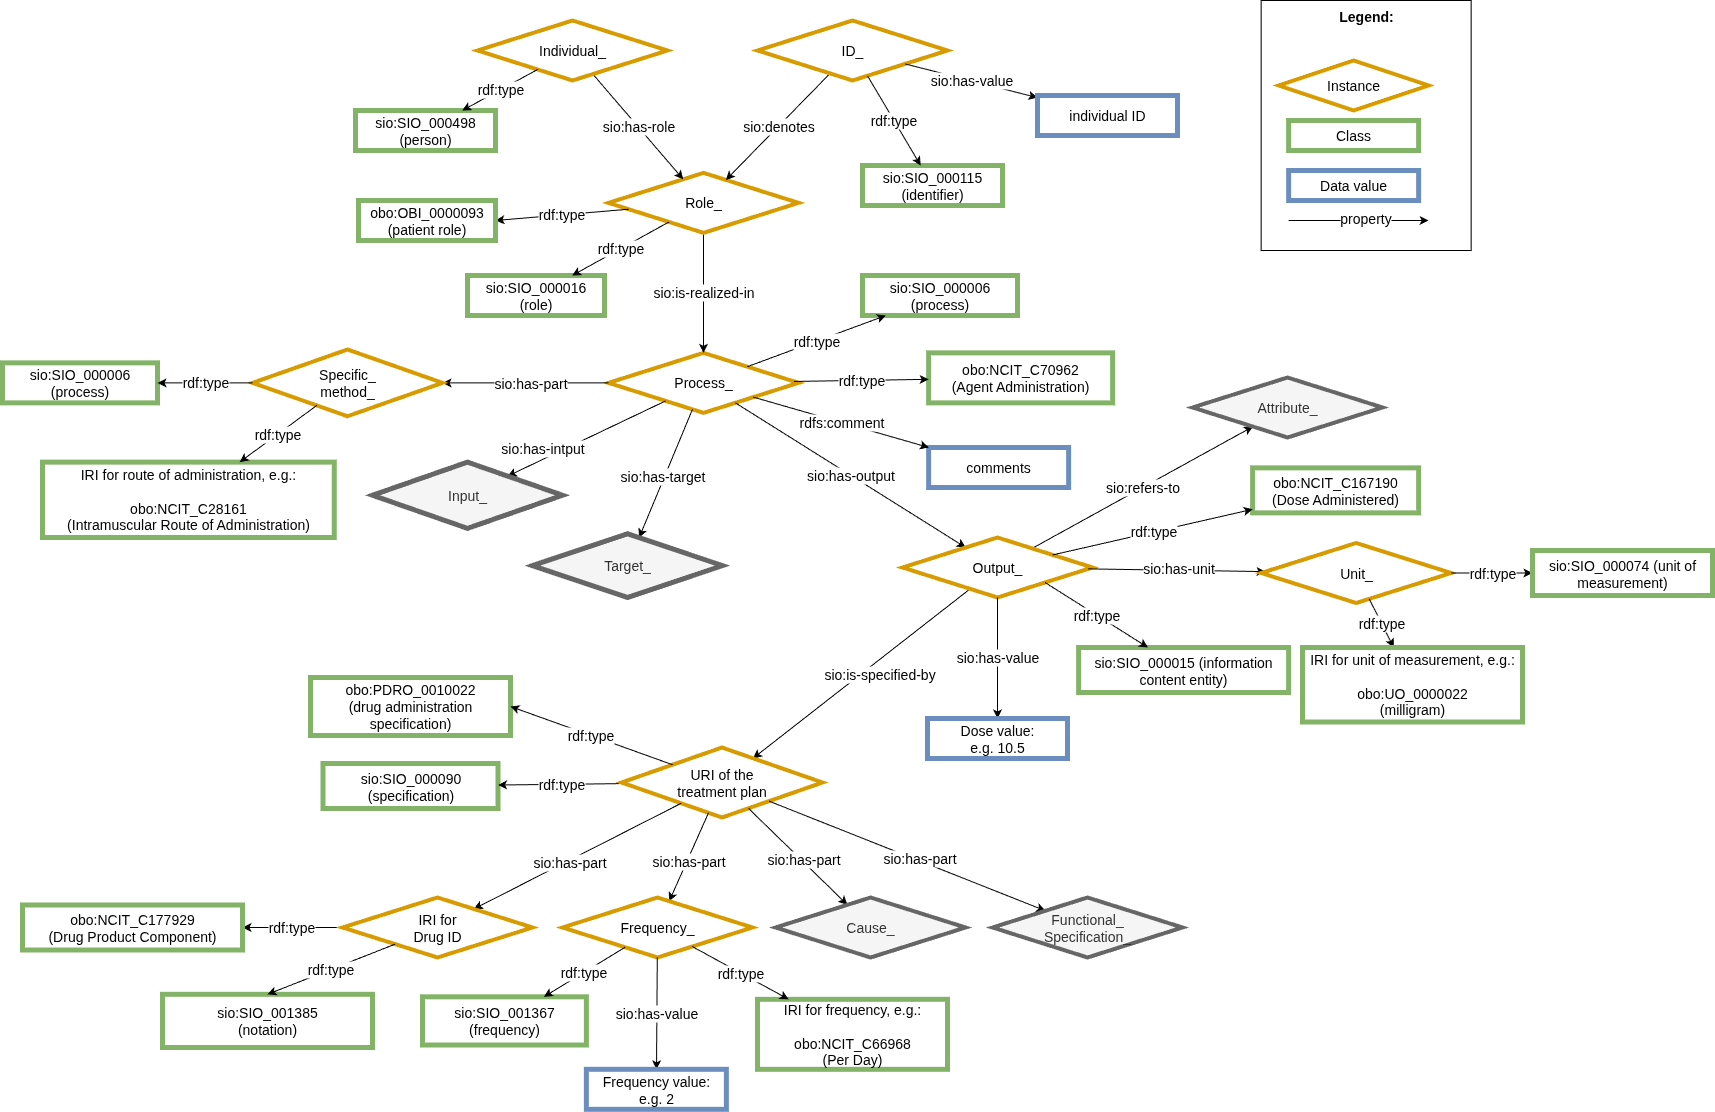 Legend:
Individual_
ID_
sio:has-value
Instance
rdf:type
individual ID
sio:SIO_000498
(person)
sio:has-role
sio:denotes
rdf:type
Class
sio:SIO_000115
(identifier)
Data value
Role_
obo:OBI_0000093
(patient role)
rdf:type
property
rdf:type
sio:SIO_000016
(role)
sio:is-realized-in
sio:SIO_000006
(process)
rdf:type
sio:SIO_000006
(process)
rdf:type
Specific_
method_
sio:has-part
Process_
rdf:type
obo:NCIT_C70962
(Agent Administration)
Attribute_
rdfs:comment
rdf:type
sio:has-intput
comments
IRI for route of administration, e.g.:
obo:NCIT_C28161
(Intramuscular Route of Administration)
Input_
sio:has-target
sio:has-output
sio:refers-to
obo:NCIT_C167190
(Dose Administered)
rdf:type
Target_
Output_
sio:has-unit
Unit_
rdf:type
sio:SIO_000074 (unit of
measurement)
rdf:type
rdf:type
sio:is-specified-by
sio:has-value
sio:SIO_000015 (information
content entity)
IRI for unit of measurement, e.g.:
obo:UO_0000022
(milligram)
obo:PDRO_0010022
(drug administration
specification)
rdf:type
Dose value:
e.g. 10.5
sio:SIO_000090
(specification)
rdf:type
URI of the
treatment plan
sio:has-part
sio:has-part
sio:has-part
sio:has-part
obo:NCIT_C177929
(Drug Product Component)
rdf:type
IRI for
Drug ID
Frequency_
Cause_
Functional_
Specification_
rdf:type
rdf:type
rdf:type
sio:SIO_001385
(notation)
sio:SIO_001367
(frequency)
sio:has-value
IRI for frequency, e.g.:
obo:NCIT_C66968
(Per Day)
Frequency value:
e.g. 2